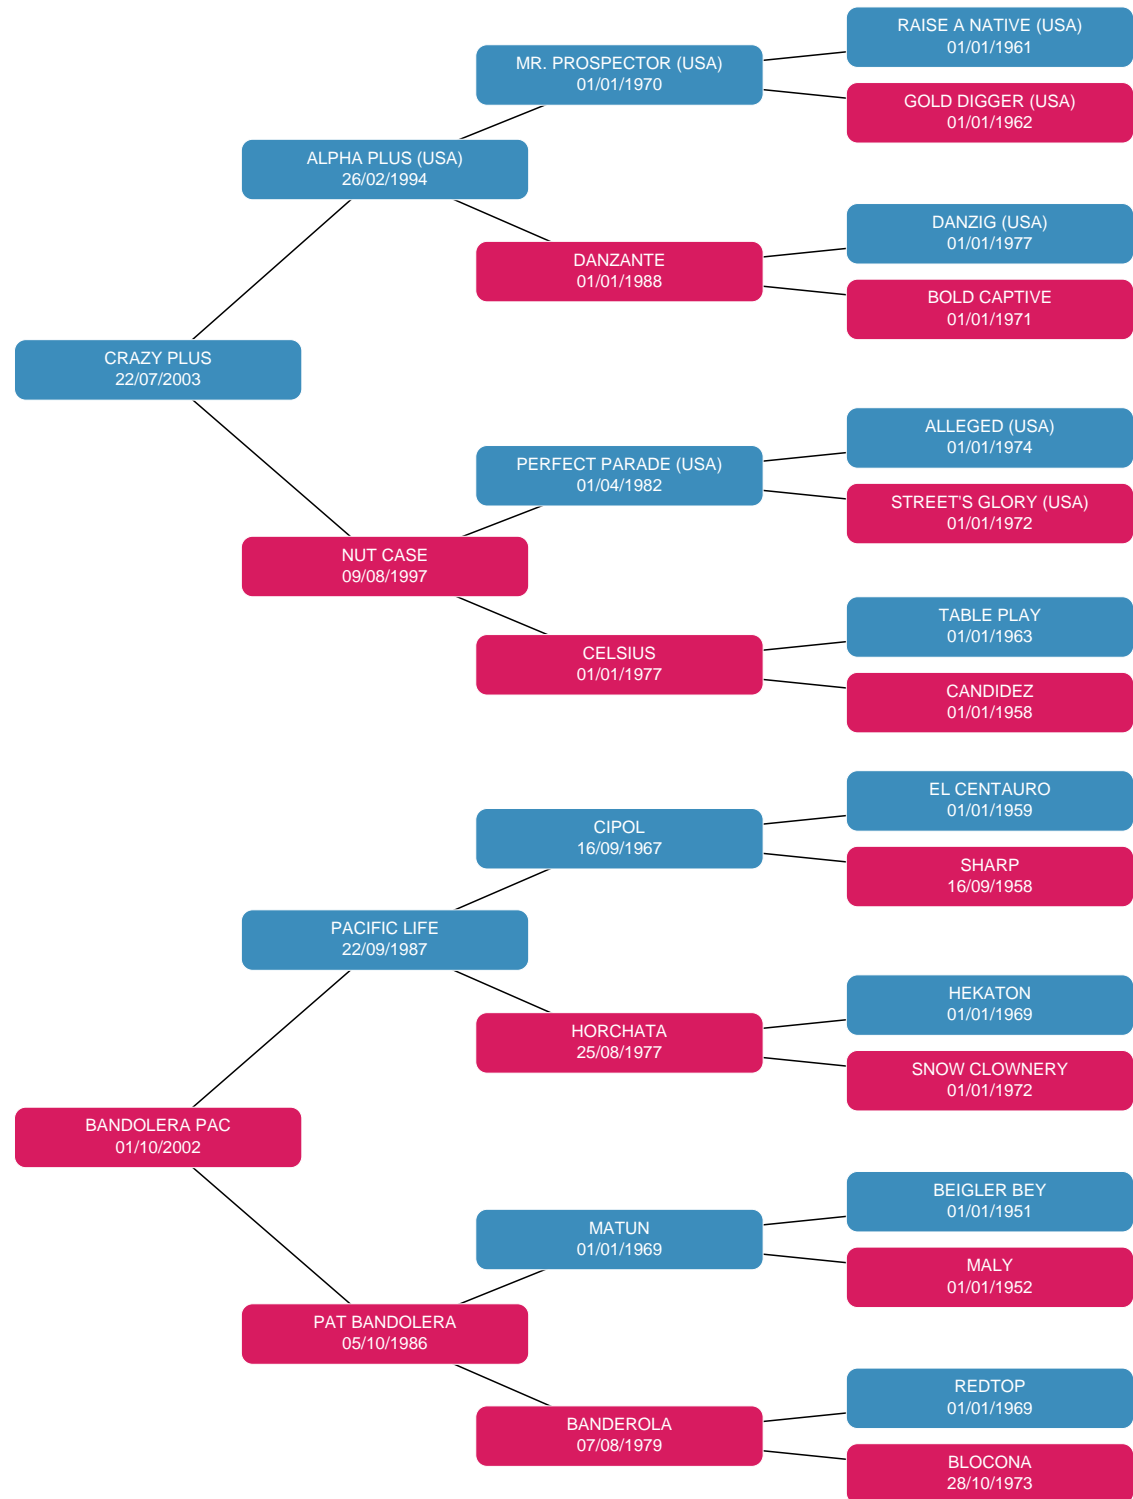 RAISE A NATIVE (USA)
01/01/1961
MR. PROSPECTOR (USA)
01/01/1970
GOLD DIGGER (USA)
01/01/1962
ALPHA PLUS (USA)
26/02/1994
DANZIG (USA)
01/01/1977
DANZANTE
01/01/1988
BOLD CAPTIVE
01/01/1971
CRAZY PLUS
22/07/2003
ALLEGED (USA)
01/01/1974
PERFECT PARADE (USA)
01/04/1982
STREET'S GLORY (USA)
01/01/1972
NUT CASE
09/08/1997
TABLE PLAY
01/01/1963
CELSIUS
01/01/1977
CANDIDEZ
01/01/1958
EL CENTAURO
01/01/1959
CIPOL
16/09/1967
SHARP
16/09/1958
PACIFIC LIFE
22/09/1987
HEKATON
01/01/1969
HORCHATA
25/08/1977
SNOW CLOWNERY
01/01/1972
BANDOLERA PAC
01/10/2002
BEIGLER BEY
01/01/1951
MATUN
01/01/1969
MALY
01/01/1952
PAT BANDOLERA
05/10/1986
REDTOP
01/01/1969
BANDEROLA
07/08/1979
BLOCONA
28/10/1973